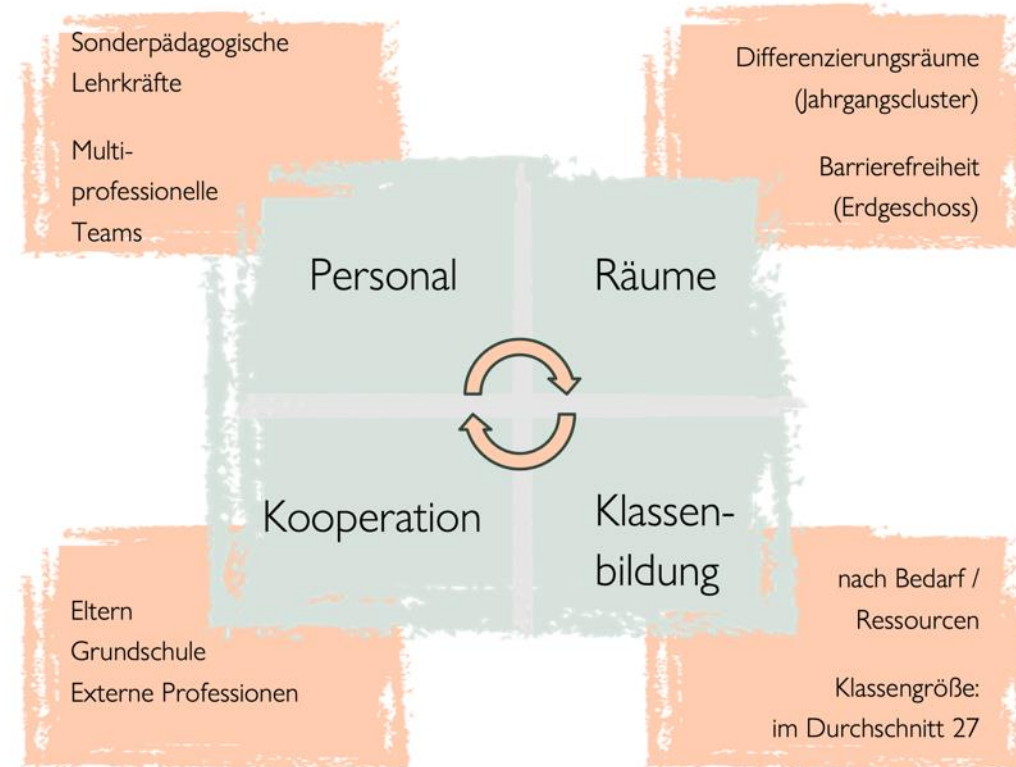 Sonderpädagogische
Lehrkräfte
Multi-
professionelle
Teams
Differenzierungsräume
(Jahrgangscluster)
Barrierefreiheit
(Erdgeschoss)
Personal
Räume
Kooperation
Klassen-
bildung
Eltern
Grundschule
Externe Professionen
nach Bedarf /
Ressourcen
Klassengröße:
im Durchschnitt 27